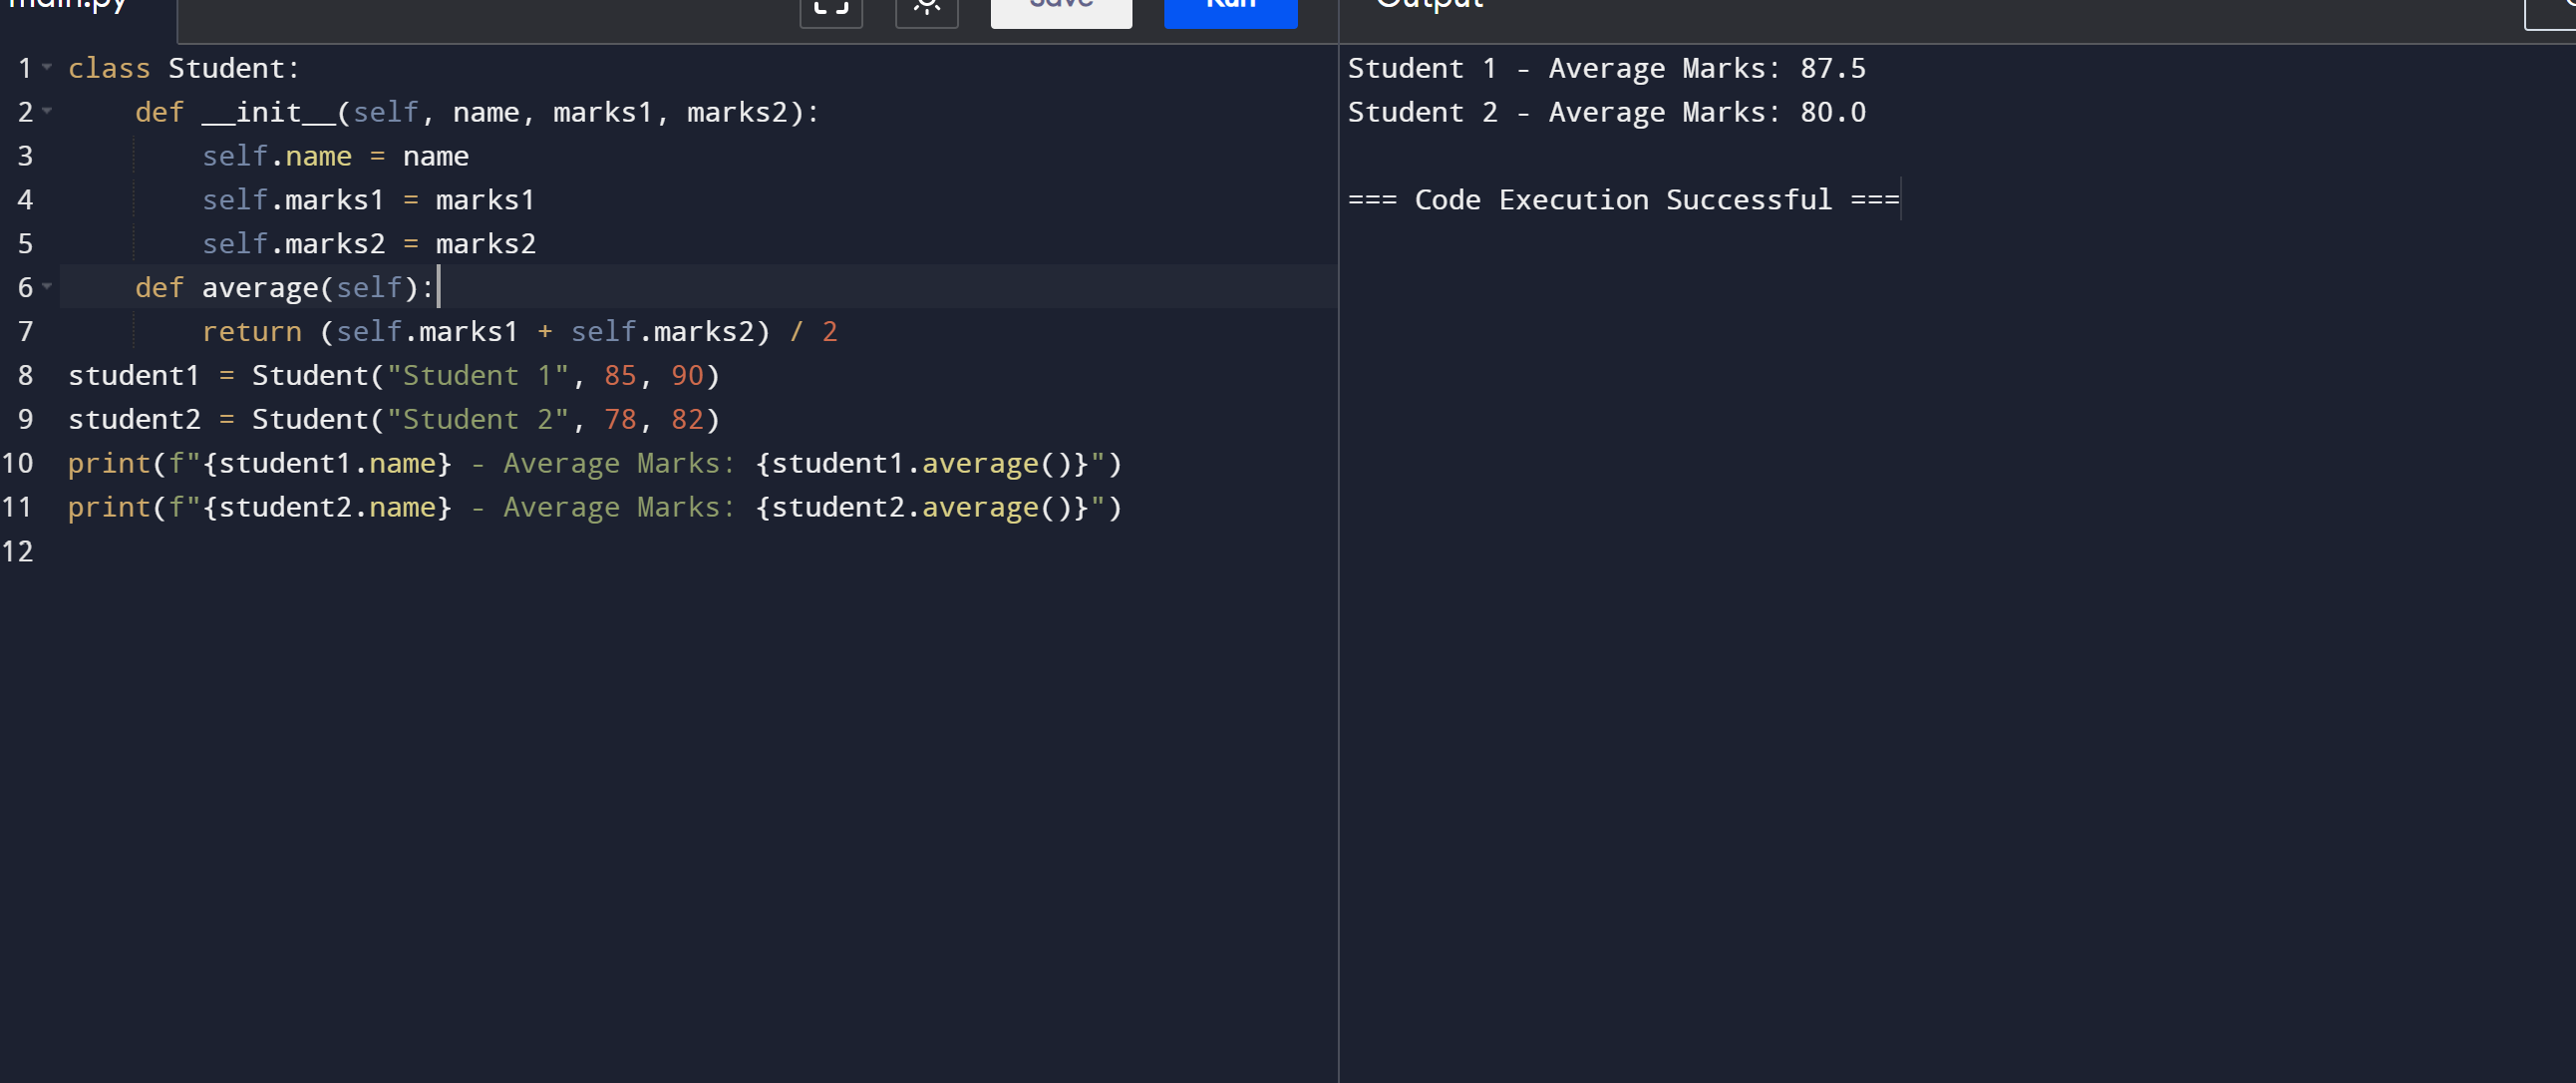 main.py
Save
Run
Output
1 class Student:
2     def __init__(self, name, marks1, marks2):
3         self.name = name
4         self.marks1 = marks1
5         self.marks2 = marks2
6     def average(self):
7         return (self.marks1 + self.marks2) / 2
8 student1 = Student("Student 1", 85, 90)
9 student2 = Student("Student 2", 78, 82)
10 print(f"{student1.name} - Average Marks: {student1.average()}")
11 print(f"{student2.name} - Average Marks: {student2.average()}")
12
Student 1 - Average Marks: 87.5
Student 2 - Average Marks: 80.0
=== Code Execution Successful ===